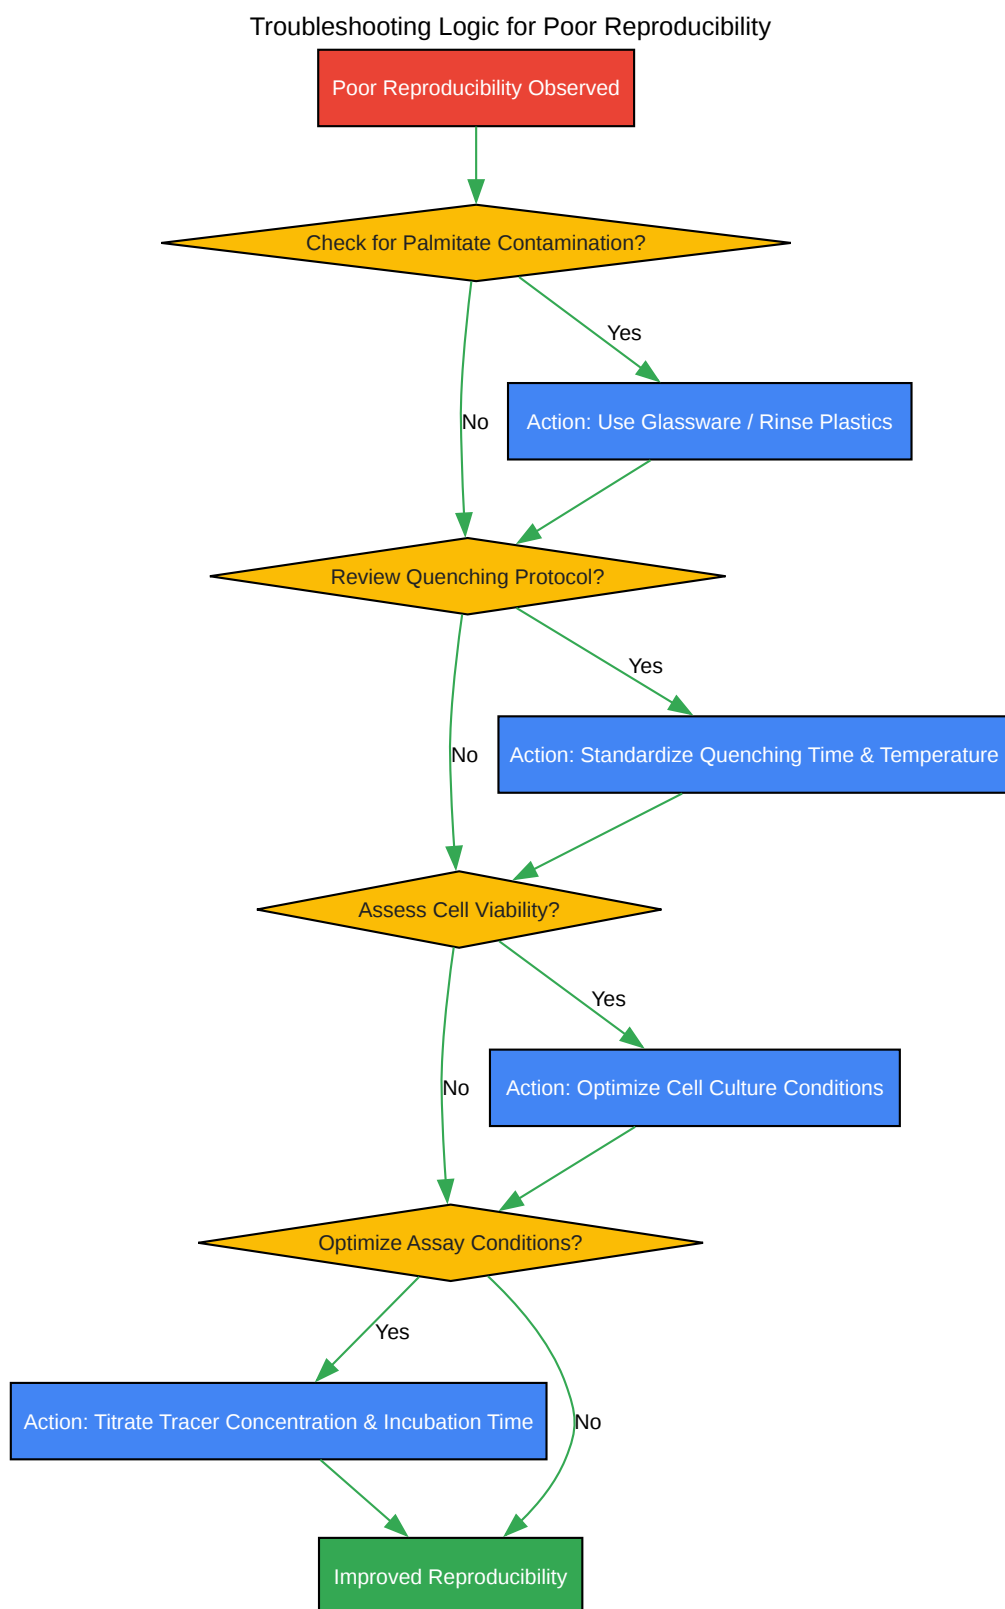 Troubleshooting Logic for Poor Reproducibility
Poor Reproducibility Observed
Check for Palmitate Contamination?
Yes
No
Action: Use Glassware / Rinse Plastics
Review Quenching Protocol?
Yes
No
Action: Standardize Quenching Time & Temperature
Assess Cell Viability?
Yes
No
Action: Optimize Cell Culture Conditions
Optimize Assay Conditions?
Yes
Action: Titrate Tracer Concentration & Incubation Time
No
Improved Reproducibility